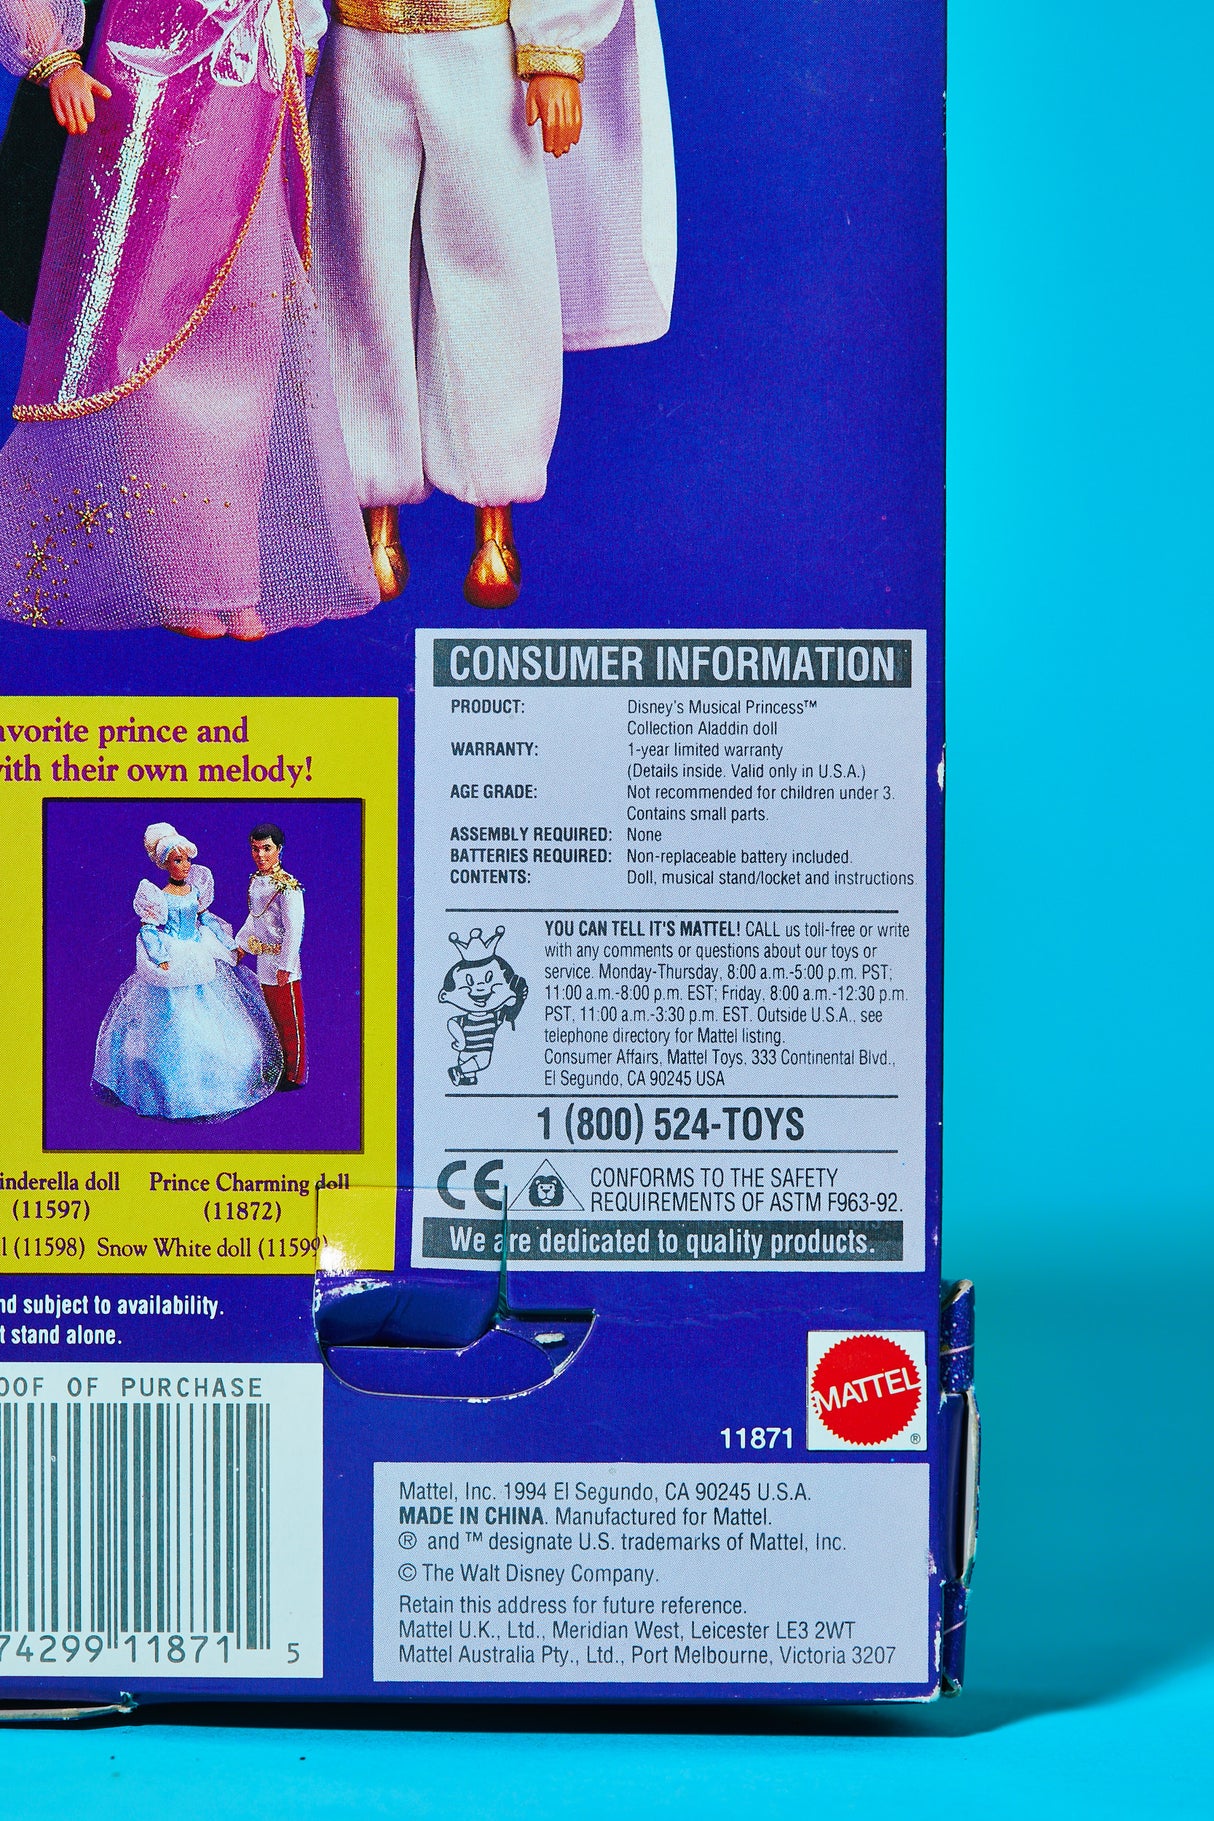 avorite prince and
with their own melody!
inderella doll
(11597)
Prince Charming doll
(11872)
l (11598) Snow White doll (11599)
nd subject to availability.
t stand alone.
OOF OF PURCHASE
74299 11871 5
CONSUMER INFORMATION
PRODUCT: Disney's Musical Princess™
Collection Aladdin doll
WARRANTY: 1-year limited warranty
(Details inside. Valid only in U.S.A.)
AGE GRADE: Not recommended for children under 3.
Contains small parts.
ASSEMBLY REQUIRED: None
BATTERIES REQUIRED: Non-replaceable battery included.
CONTENTS: Doll, musical stand/locket and instructions
YOU CAN TELL IT'S MATTEL! CALL us toll-free or write
with any comments or questions about our toys or
service. Monday-Thursday, 8:00 a.m.-5:00 p.m. PST;
11:00 a.m.-8:00 p.m. EST; Friday, 8:00 a.m.-12:30 p.m.
PST, 11:00 a.m.-3:30 p.m. EST. Outside U.S.A., see
telephone directory for Mattel listing.
Consumer Affairs, Mattel Toys, 333 Continental Blvd.,
El Segundo, CA 90245 USA
1 (800) 524-TOYS
CE
CONFORMS TO THE SAFETY
REQUIREMENTS OF ASTM F963-92.
We are dedicated to quality products.
MATTEL
®
11871
Mattel, Inc. 1994 El Segundo, CA 90245 U.S.A.
MADE IN CHINA. Manufactured for Mattel.
® and ™ designate U.S. trademarks of Mattel, Inc.
© The Walt Disney Company.
Retain this address for future reference.
Mattel U.K., Ltd., Meridian West, Leicester LE3 2WT
Mattel Australia Pty., Ltd., Port Melbourne, Victoria 3207